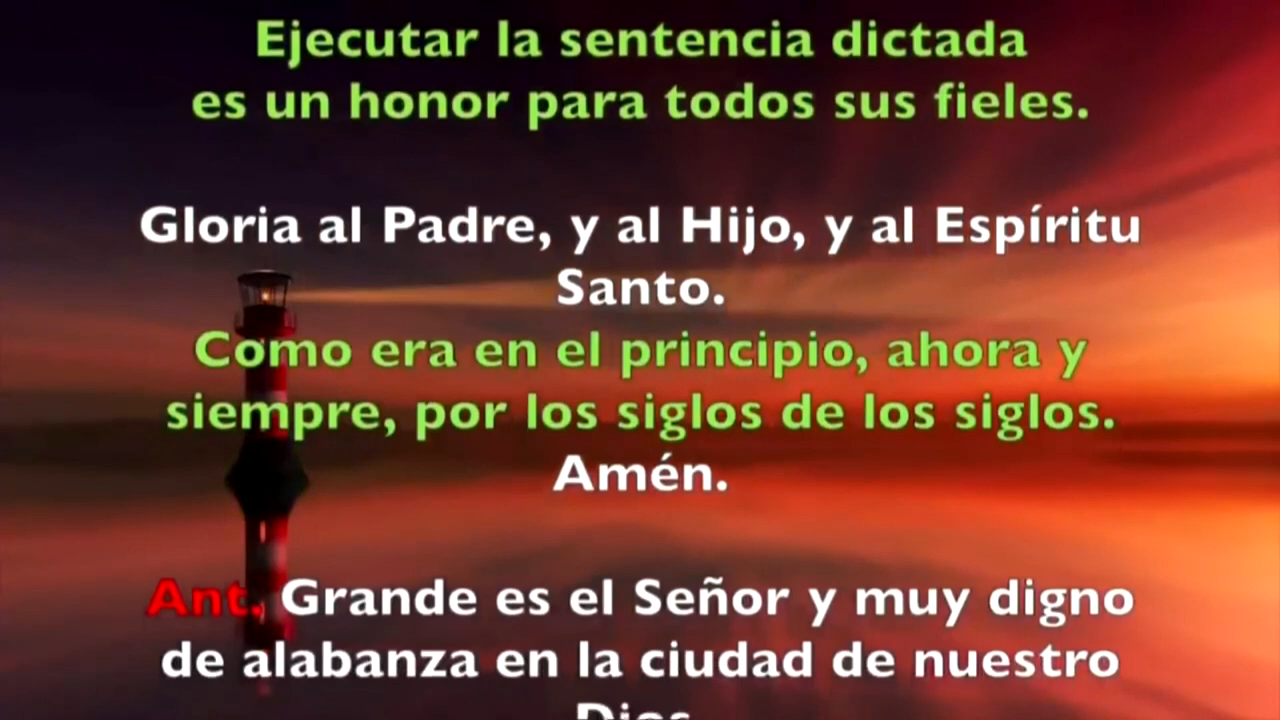 Ejecutar la sentencia dictada
es un honor para todos sus fieles.
Gloria al Padre, y al Hijo, y al Espíritu
Santo.
Como era en el principio, ahora y
siempre, por los siglos de los siglos.
Amén.
Ant. Grande es el Señor y muy digno
de alabanza en la ciudad de nuestro
Dios